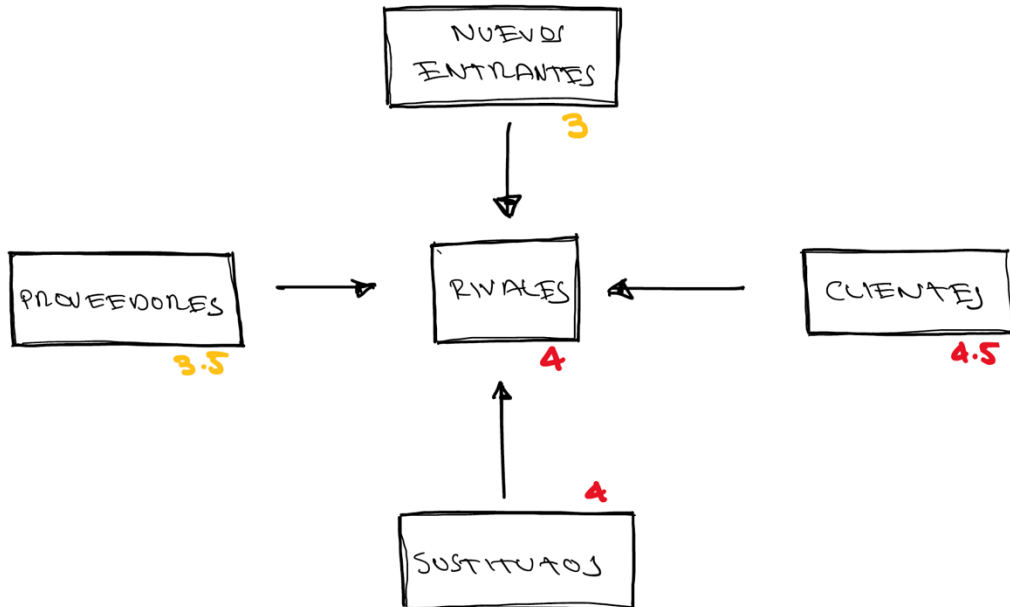 NUEVOS
ENTRANTES
3
PROVEEDORES
3.5
RIVALES
4
CLIENTES
4.5
4
SUSTITUTOS